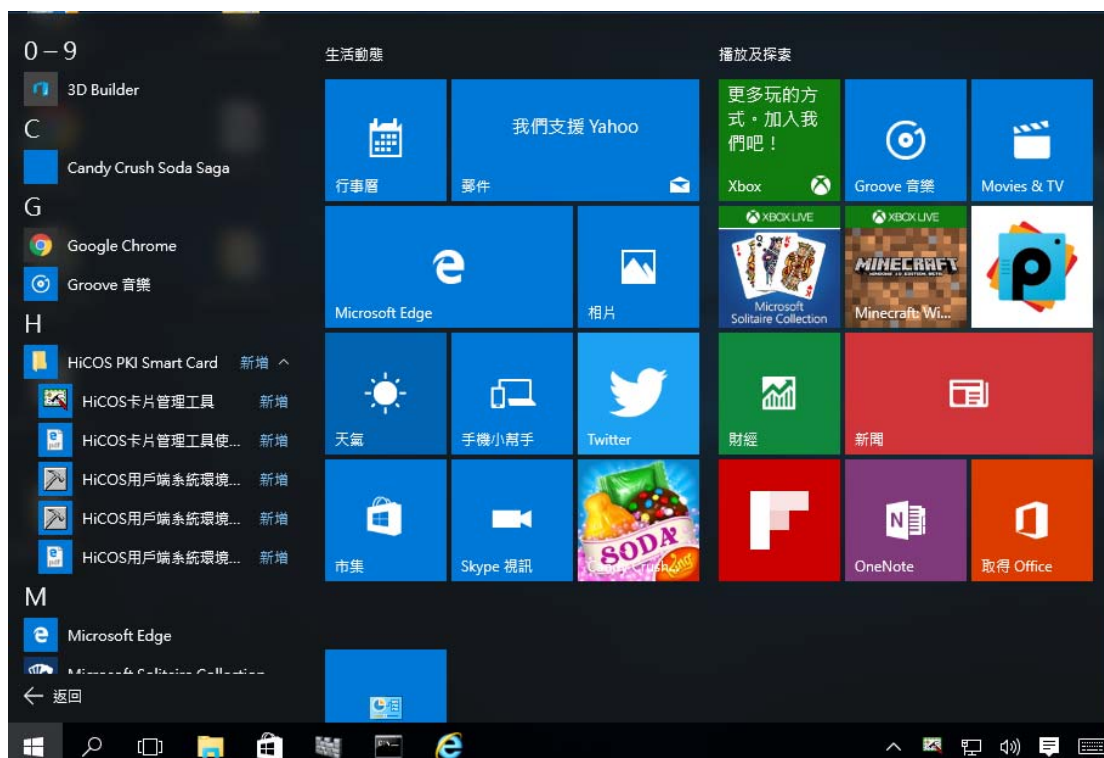 0 – 9
3D Builder
C
Candy Crush Soda Saga
G
Google Chrome
Groove 音樂
H
HiCOS PKI Smart Card 新增
HiCOS卡片管理工具 新增
HiCOS卡片管理工具使... 新增
HiCOS用戶端系統環境... 新增
HiCOS用戶端系統環境... 新增
HiCOS用戶端系統環境... 新增
M
Microsoft Edge
Microsoft Solitaire Collection
返回
生活動態
行事曆
我們支援 Yahoo
郵件
Microsoft Edge
相片
天氣
手機小幫手
Twitter
市集
Skype 視訊
SODA
Candy Crush...
播放及探索
更多玩的方
式。加入我
們吧！
Xbox
Groove 音樂
Movies & TV
XBOX LIVE
Microsoft
Solitaire Collection
XBOX LIVE
MINECRAFT
Minecraft: Wi...
財經
新聞
OneNote
取得 Office